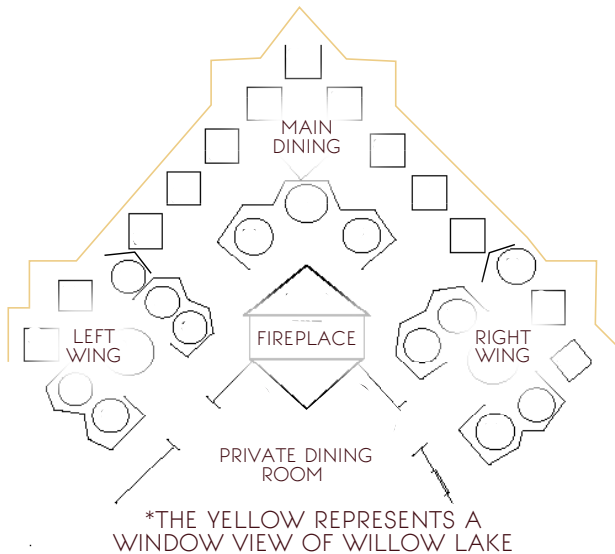 MAIN
DINING
FIREPLACE
LEFT
WING
RIGHT
WING
PRIVATE DINING
ROOM
*THE YELLOW REPRESENTS A
WINDOW VIEW OF WILLOW LAKE